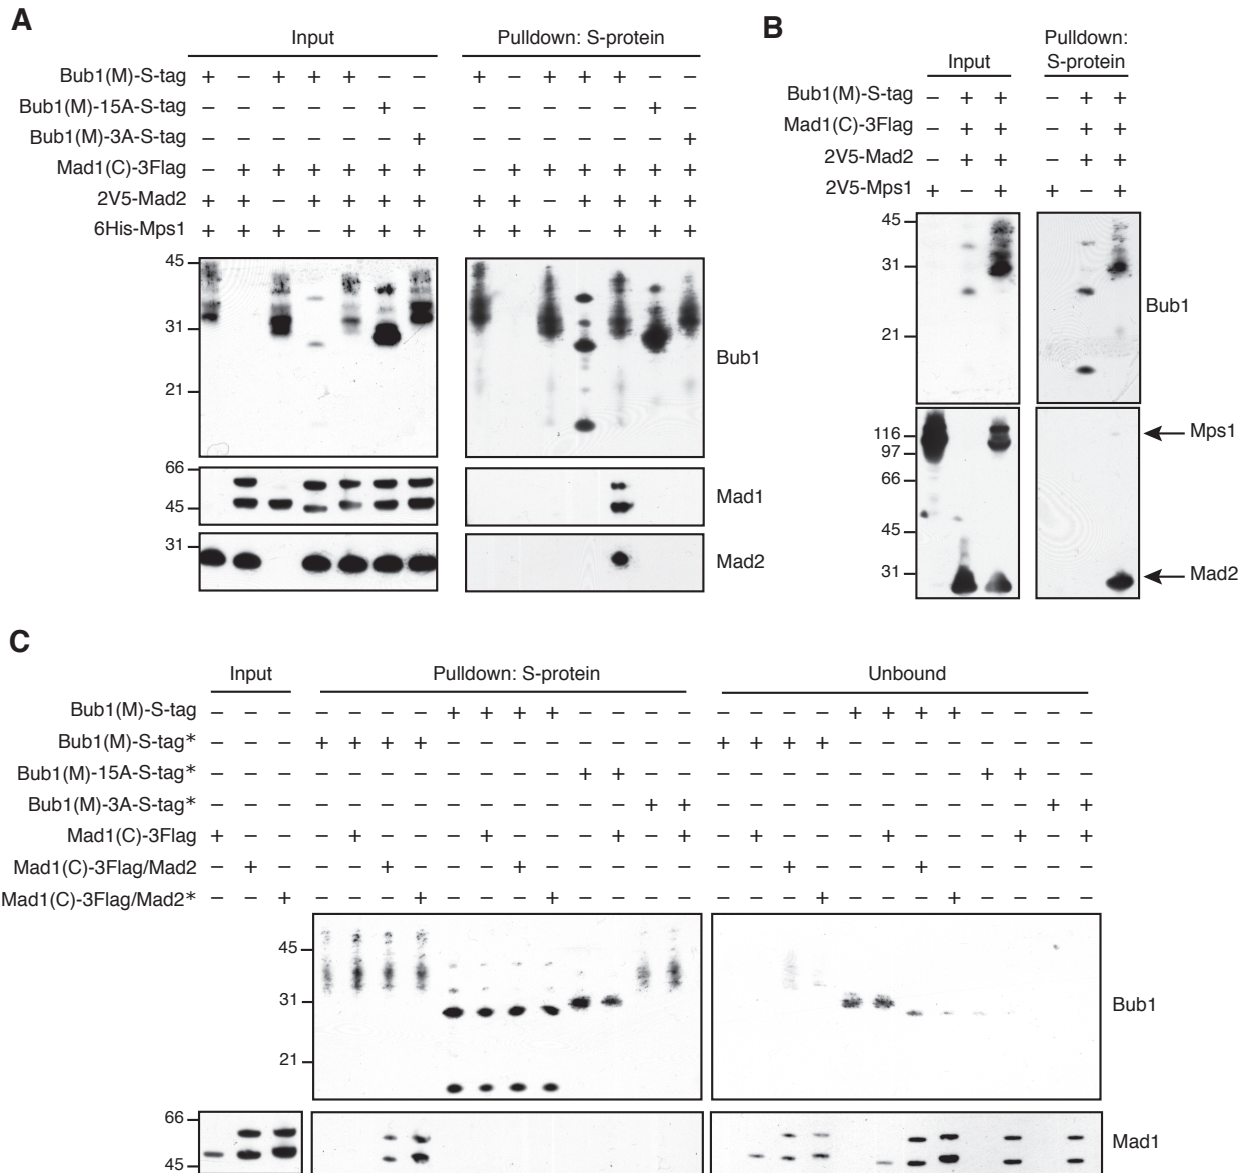 A
Input
Pulldown: S-protein
Bub1(M)-S-tag + − + + + − − + − + + + − −
Bub1(M)-15A-S-tag − − − − − + − − − − − − + −
Bub1(M)-3A-S-tag − − − − − − + − − − − − − +
Mad1(C)-3Flag − + + + + + + − + + + + + +
2V5-Mad2 + + − + + + + + + − + + + +
6His-Mps1 + + + − + + + + + + − + + +
45
31
21
Bub1
66
45
Mad1
31
Mad2
B
Input
Pulldown:
S-protein
Bub1(M)-S-tag − + + − + +
Mad1(C)-3Flag − + + − + +
2V5-Mad2 − + + − + +
2V5-Mps1 + − + + − +
45
31
21
Bub1
116
97
66
45
31
Mps1
Mad2
C
Input
Pulldown: S-protein
Unbound
Bub1(M)-S-tag − − − − − − − + + + + − − − − − − − − + + + + − − − −
Bub1(M)-S-tag* − − − + + + + − − − − − − − − + + + + − − − − − − − −
Bub1(M)-15A-S-tag* − − − − − − − − − − − + + − − − − − − − − − − + + − −
Bub1(M)-3A-S-tag* − − − − − − − − − − − − − + + − − − − − − − − − − + +
Mad1(C)-3Flag + − − − + − − − + − − − + − + − + − − − + − − − + − +
Mad1(C)-3Flag/Mad2 − + − − − + − − − + − − − − − − − + − − − + − − − − −
Mad1(C)-3Flag/Mad2* − − + − − − + − − − + − − − − − − − + − − − + − − − −
45
31
21
Bub1
66
45
Mad1